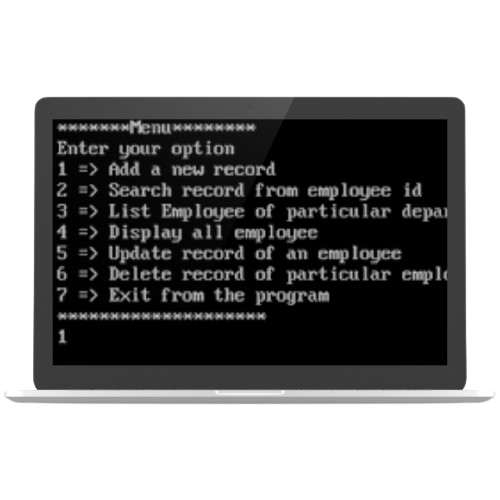 *******Menu********
Enter your option
1 => Add a new record
2 => Search record from employee id
3 => List Employee of particular depar
4 => Display all employee
5 => Update record of an employee
6 => Delete record of particular emplo
7 => Exit from the program
********************
1